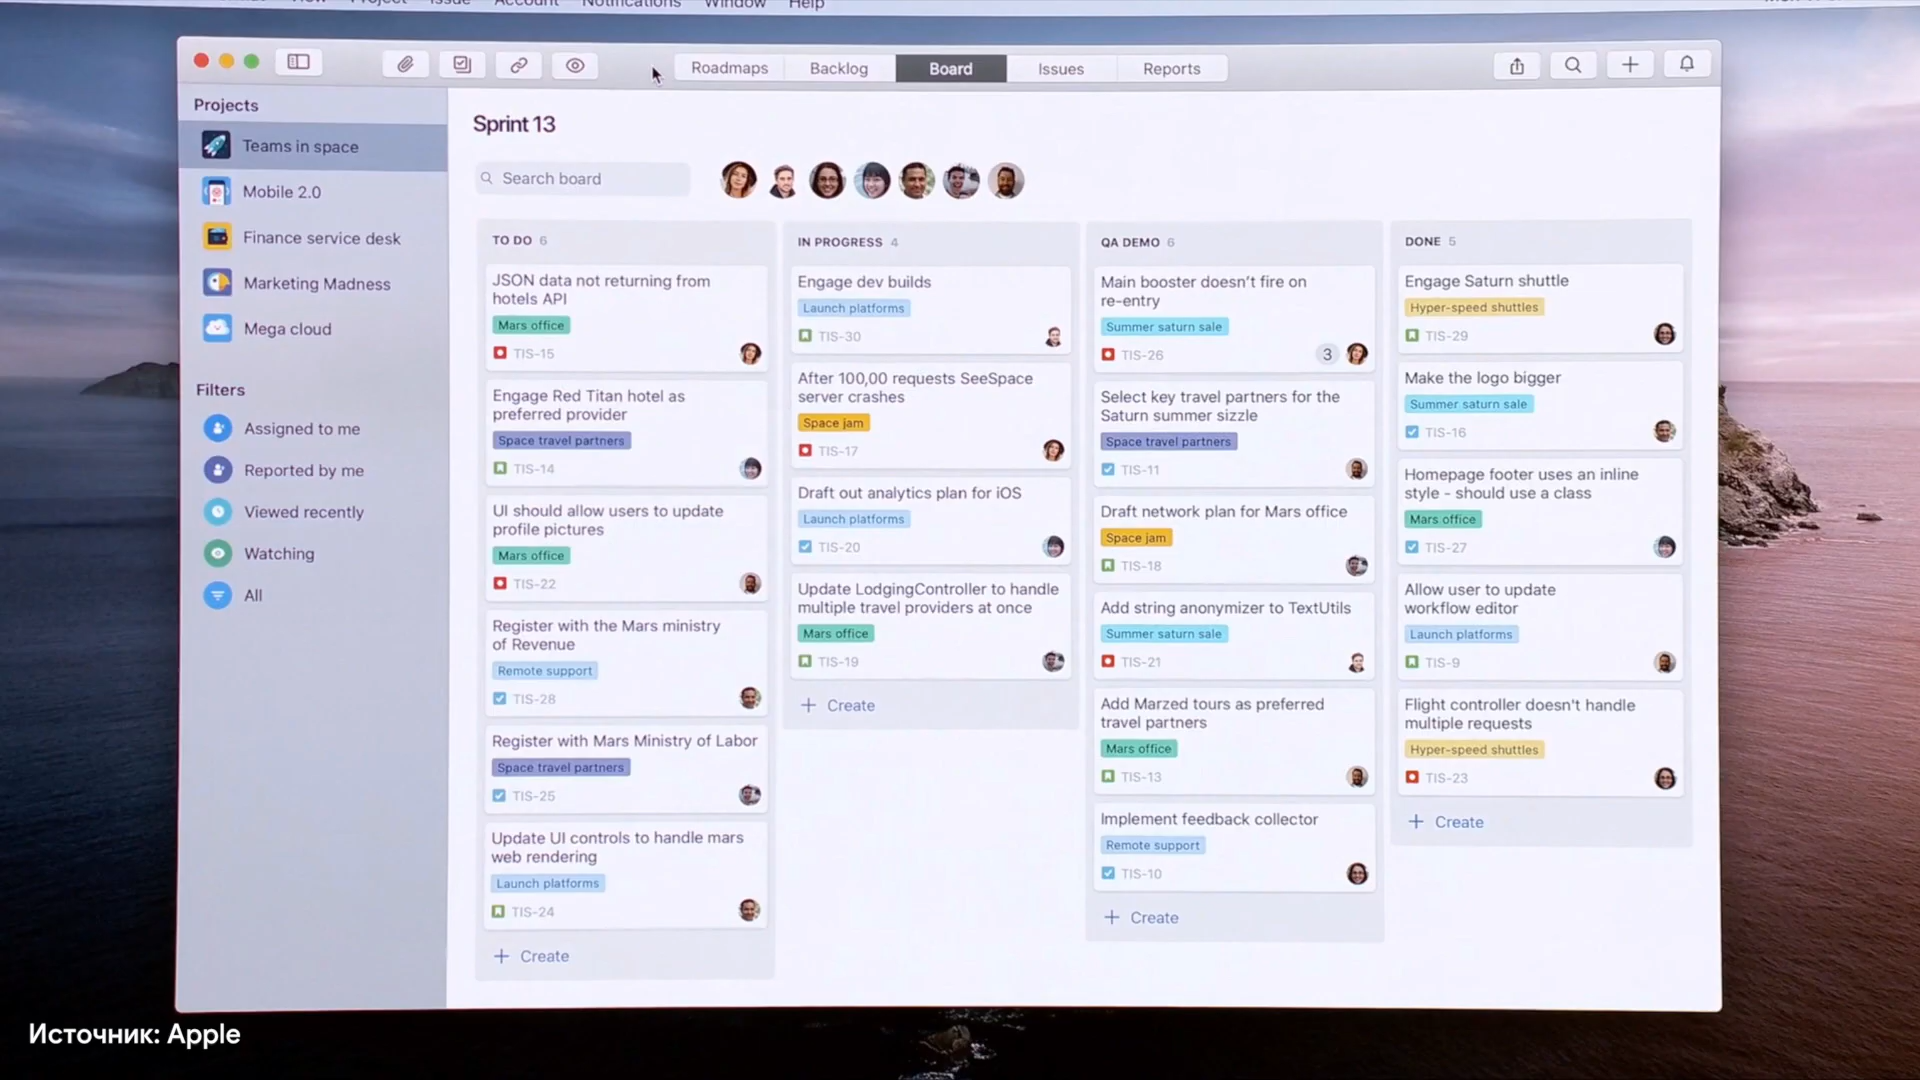 View Project Issue Account Notifications Window Help
Roadmaps Backlog Board Issues Reports
Projects
Teams in space
Mobile 2.0
Finance service desk
Marketing Madness
Mega cloud
Filters
Assigned to me
Reported by me
Viewed recently
Watching
All
Sprint 13
Search board
TO DO 6
JSON data not returning from
hotels API
Mars office
TIS-15
Engage Red Titan hotel as
preferred provider
Space travel partners
TIS-14
UI should allow users to update
profile pictures
Mars office
TIS-22
Register with the Mars ministry
of Revenue
Remote support
TIS-28
Register with Mars Ministry of Labor
Space travel partners
TIS-25
Update UI controls to handle mars
web rendering
Launch platforms
TIS-24
Create
IN PROGRESS 4
Engage dev builds
Launch platforms
TIS-30
After 100,00 requests SeeSpace
server crashes
Space jam
TIS-17
Draft out analytics plan for iOS
Launch platforms
TIS-20
Update LodgingController to handle
multiple travel providers at once
Mars office
TIS-19
Create
QA DEMO 6
Main booster doesn't fire on
re-entry
Summer saturn sale
TIS-26 3
Select key travel partners for the
Saturn summer sizzle
Space travel partners
TIS-11
Draft network plan for Mars office
Space jam
TIS-18
Add string anonymizer to TextUtils
Summer saturn sale
TIS-21
Add Marzed tours as preferred
travel partners
Mars office
TIS-13
Implement feedback collector
Remote support
TIS-10
Create
DONE 5
Engage Saturn shuttle
Hyper-speed shuttles
TIS-29
Make the logo bigger
Summer saturn sale
TIS-16
Homepage footer uses an inline
style - should use a class
Mars office
TIS-27
Allow user to update
workflow editor
Launch platforms
TIS-9
Flight controller doesn't handle
multiple requests
Hyper-speed shuttles
TIS-23
Create
Источник: Apple